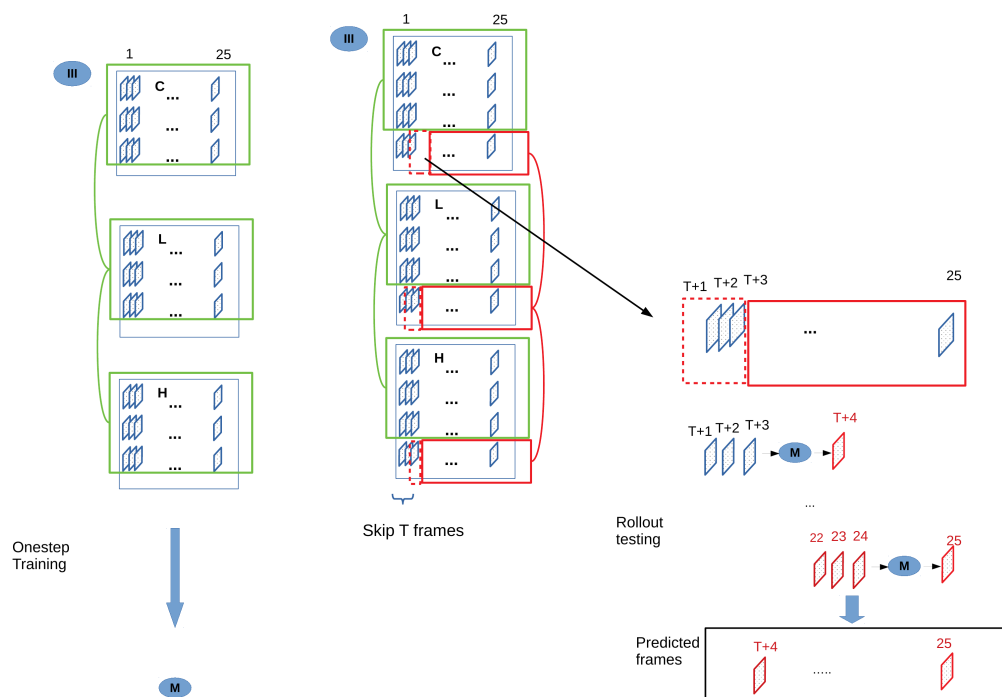 III
1 25
C
...
...
...
L
...
...
...
H
...
...
...
Onestep
Training
M
III
1 25
C
...
...
...
...
L
...
...
...
...
H
...
...
...
...
Skip T frames
T+1 T+2 T+3 25
...
T+1 T+2 T+3 M T+4
...
Rollout
testing
22 23 24 M 25
Predicted
frames
T+4 ..... 25